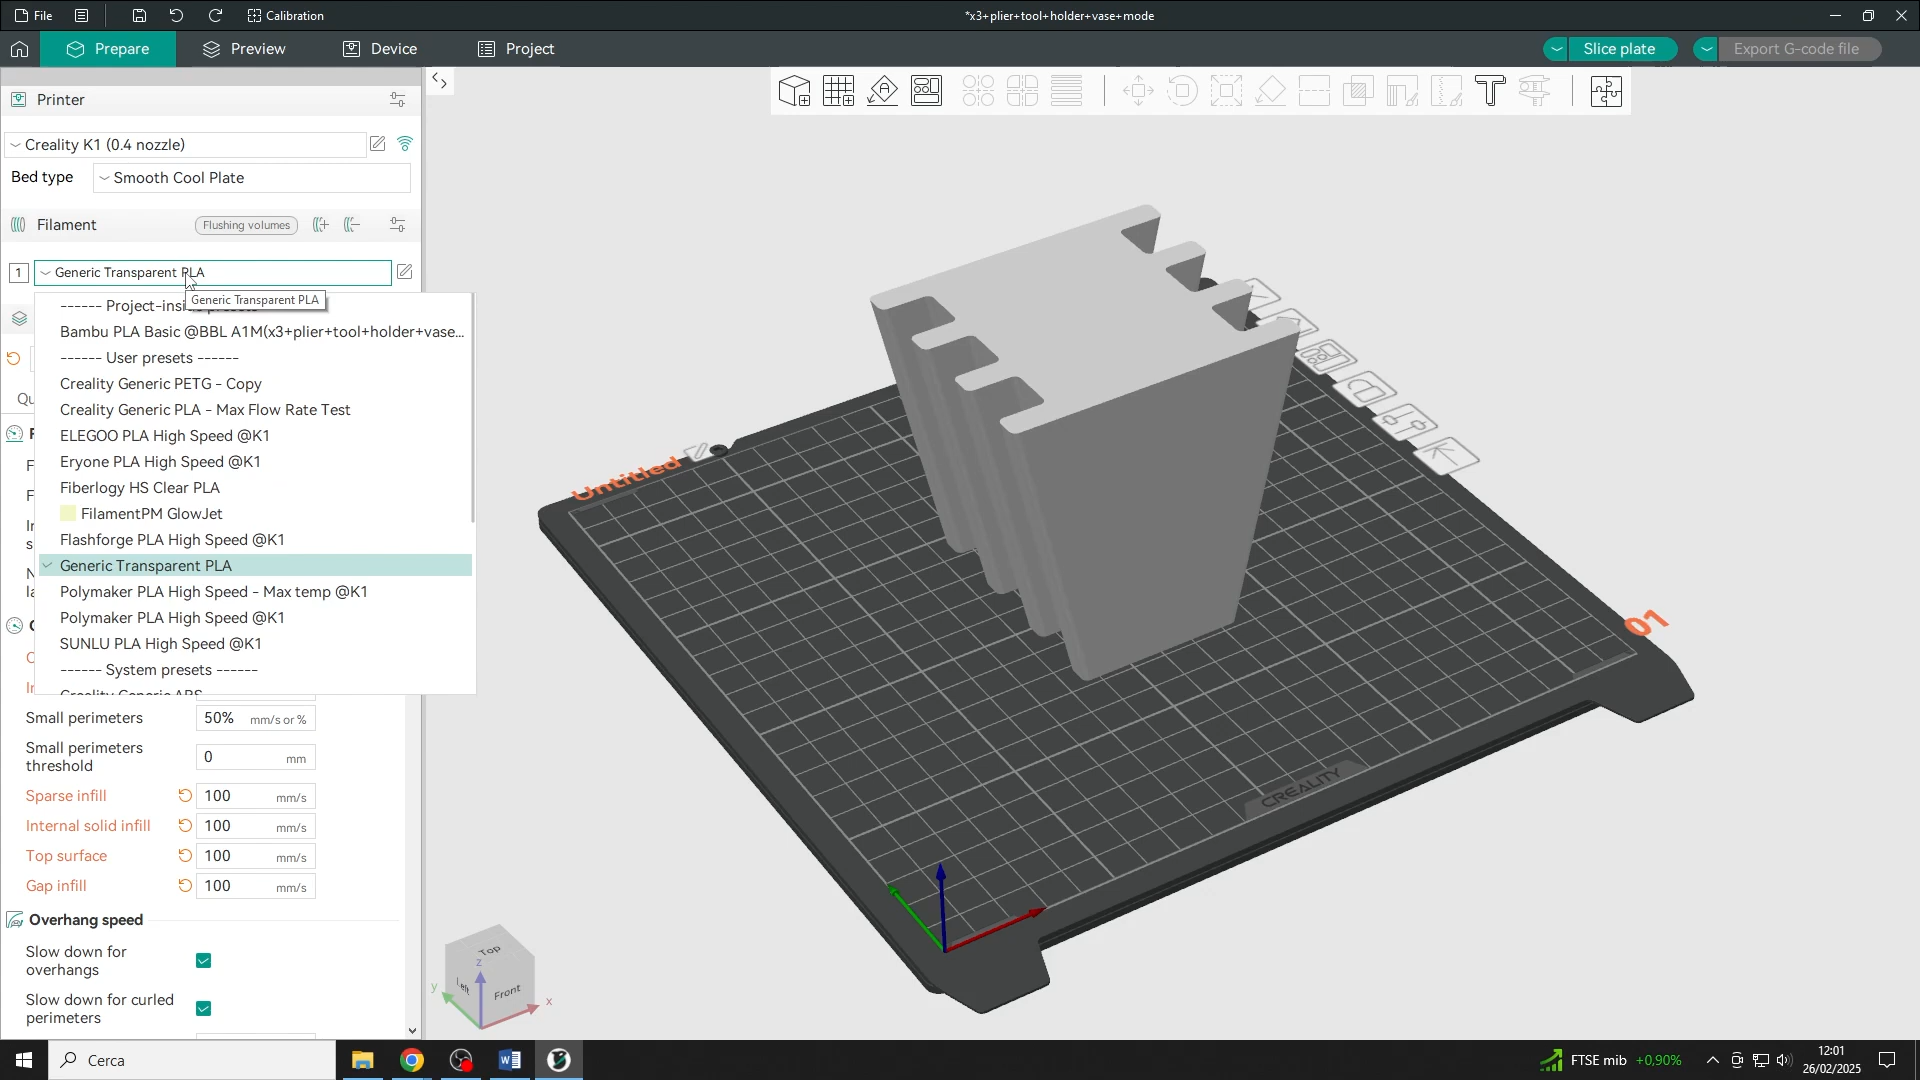 File
Calibration
*x3+plier+tool+holder+vase+mode
Prepare
Preview
Device
Project
Slice plate
Export G-code file
Printer
Creality K1 (0.4 nozzle)
Bed type
Smooth Cool Plate
Filament
Flushing volumes
1
Generic Transparent PLA
Generic Transparent PLA
------ Project-insi
Bambu PLA Basic @BBL A1M(x3+plier+tool+holder+vase...
------ User presets ------
Creality Generic PETG - Copy
Qu
Creality Generic PLA - Max Flow Rate Test
ELEGOO PLA High Speed @K1
Eryone PLA High Speed @K1
Fiberlogy HS Clear PLA
FilamentPM GlowJet
Flashforge PLA High Speed @K1
Generic Transparent PLA
Polymaker PLA High Speed - Max temp @K1
Polymaker PLA High Speed @K1
SUNLU PLA High Speed @K1
------ System presets ------
Creality Generic ABS
Small perimeters
50% mm/s or %
Small perimeters
threshold
0 mm
Sparse infill
100 mm/s
Internal solid infill
100 mm/s
Top surface
100 mm/s
Gap infill
100 mm/s
Overhang speed
Slow down for
overhangs
Slow down for curled
perimeters
Untitled
01
CREALITY
Top
Left
Front
z
y
x
Cerca
FTSE mib +0,90%
12:01
26/02/2025